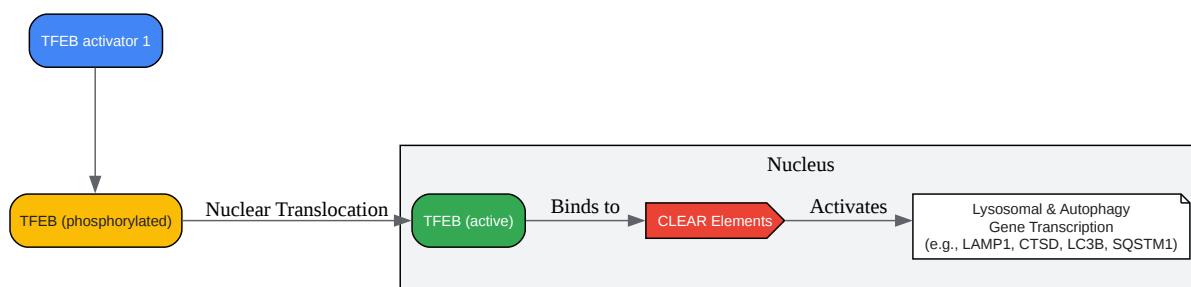 TFEB activator 1
Nucleus
TFEB (phosphorylated)
Nuclear Translocation
TFEB (active)
Binds to
CLEAR Elements
Activates
Lysosomal & Autophagy
Gene Transcription
(e.g., LAMP1, CTSD, LC3B, SQSTM1)